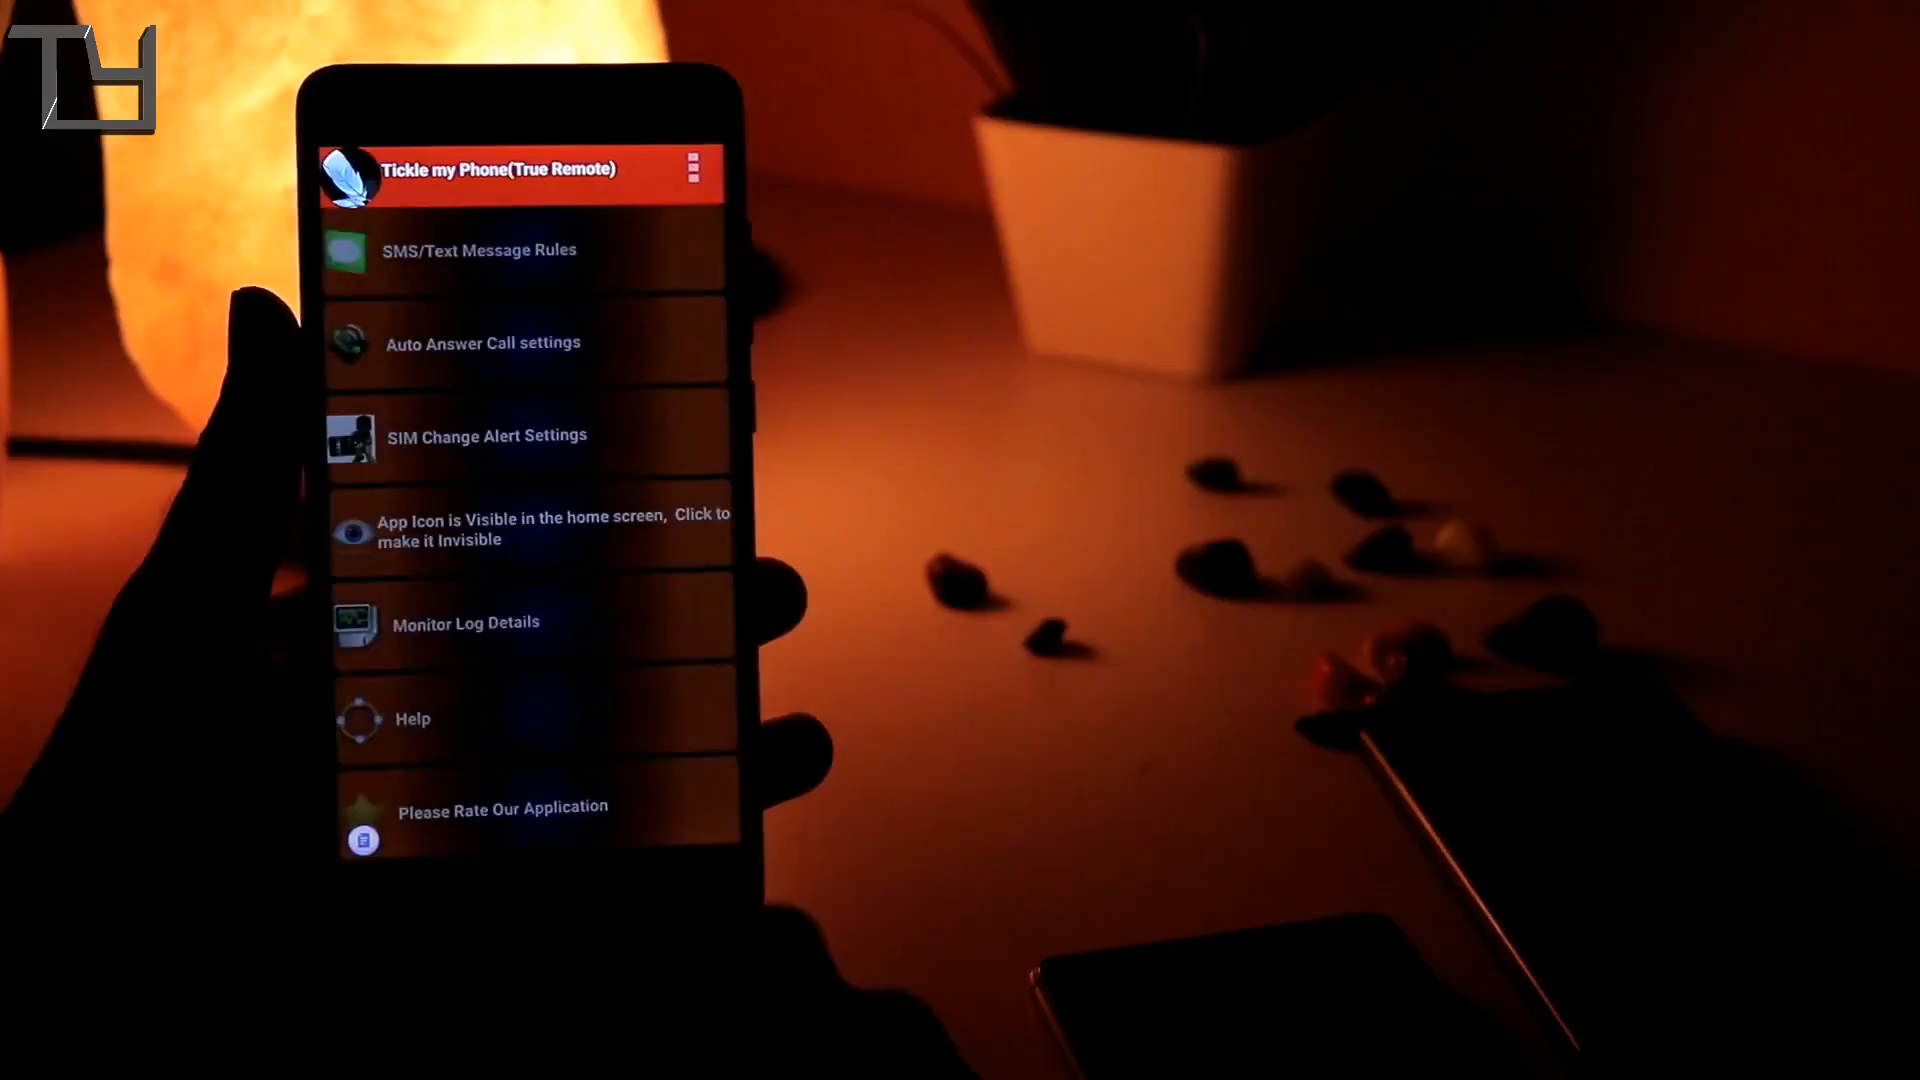 TY
Tickle my Phone(True Remote)
SMS/Text Message Rules
Auto Answer Call settings
SIM Change Alert Settings
App Icon is Visible in the home screen, Click to
make it Invisible
Monitor Log Details
Help
Please Rate Our Application